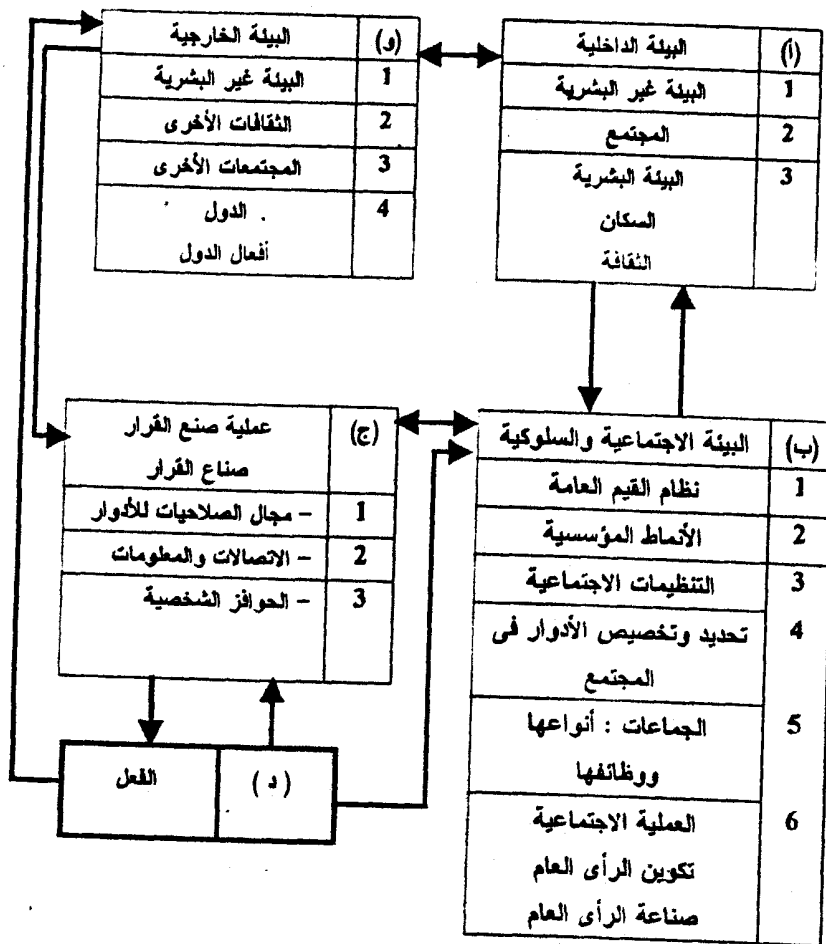 (أ) البيئة الداخلية
1 البيئة غير البشرية
2 المجتمع
3 البيئة البشرية
السكان
الثقافة
(و) البيئة الخارجية
1 البيئة غير البشرية
2 الثقافات الأخرى
3 المجتمعات الأخرى
4 الدول
أفعال الدول
(ب) البيئة الاجتماعية والسلوكية
1 نظام القيم العامة
2 الأنماط المؤسسية
3 التنظيمات الاجتماعية
4 تحديد وتخصيص الأدوار فى
المجتمع
5 الجماعات : أنواعها
ووظائفها
6 العملية الاجتماعية
تكوين الرأى العام
صناعة الرأى العام
(ج) عملية صنع القرار
صناع القرار
1 – مجال الصلاحيات للأدوار
2 – الاتصالات والمعلومات
3 – الحوافز الشخصية
( د ) الفعل